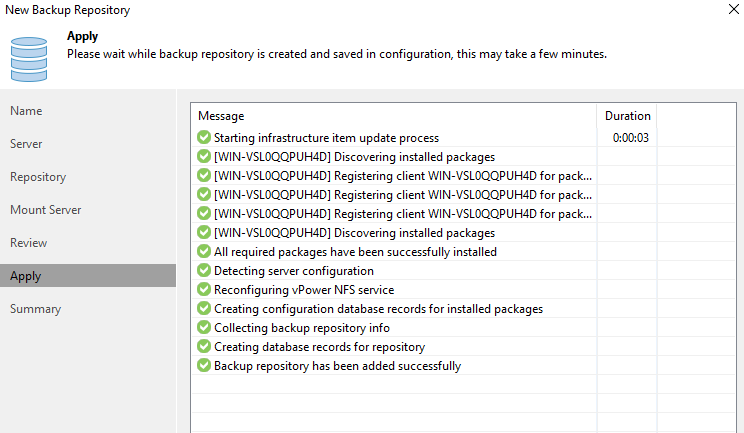 New Backup Repository
Apply
Please wait while backup repository is created and saved in configuration, this may take a few minutes.
Name
Server
Repository
Mount Server
Review
Apply
Summary
Message Duration
Starting infrastructure item update process 0:00:03
[WIN-VSL0QQPUH4D] Discovering installed packages
[WIN-VSL0QQPUH4D] Registering client WIN-VSL0QQPUH4D for pack...
[WIN-VSL0QQPUH4D] Registering client WIN-VSL0QQPUH4D for pack...
[WIN-VSL0QQPUH4D] Registering client WIN-VSL0QQPUH4D for pack...
[WIN-VSL0QQPUH4D] Discovering installed packages
All required packages have been successfully installed
Detecting server configuration
Reconfiguring vPower NFS service
Creating configuration database records for installed packages
Collecting backup repository info
Creating database records for repository
Backup repository has been added successfully